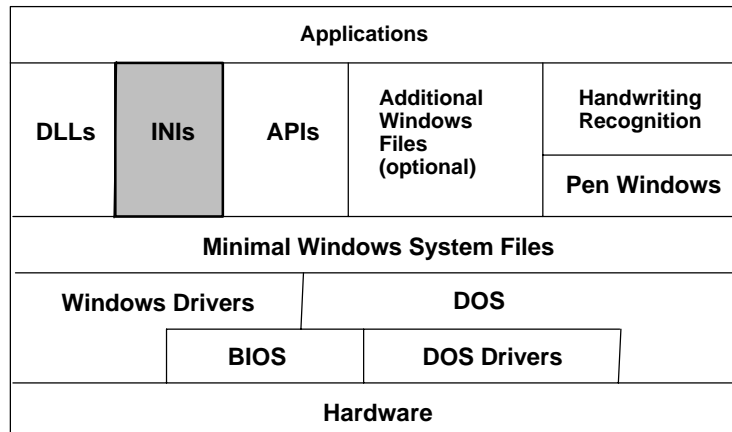 Applications
DLLs
INIs
APIs
Additional
Windows
Files
(optional)
Handwriting
Recognition
Pen Windows
Minimal Windows System Files
Windows Drivers
DOS
BIOS
DOS Drivers
Hardware